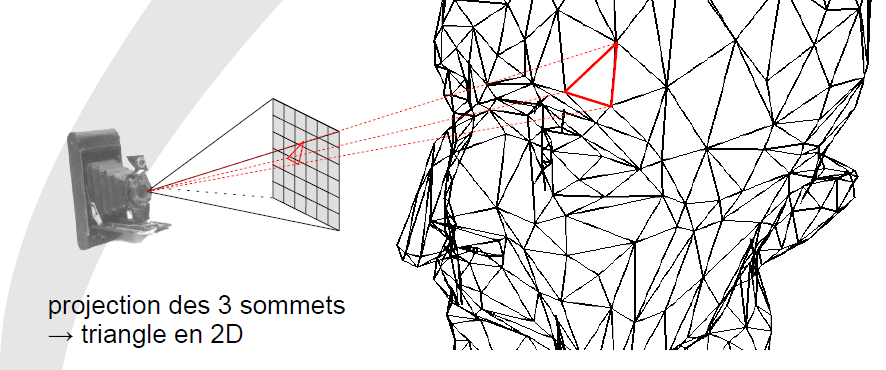 projection des 3 sommets
→ triangle en 2D